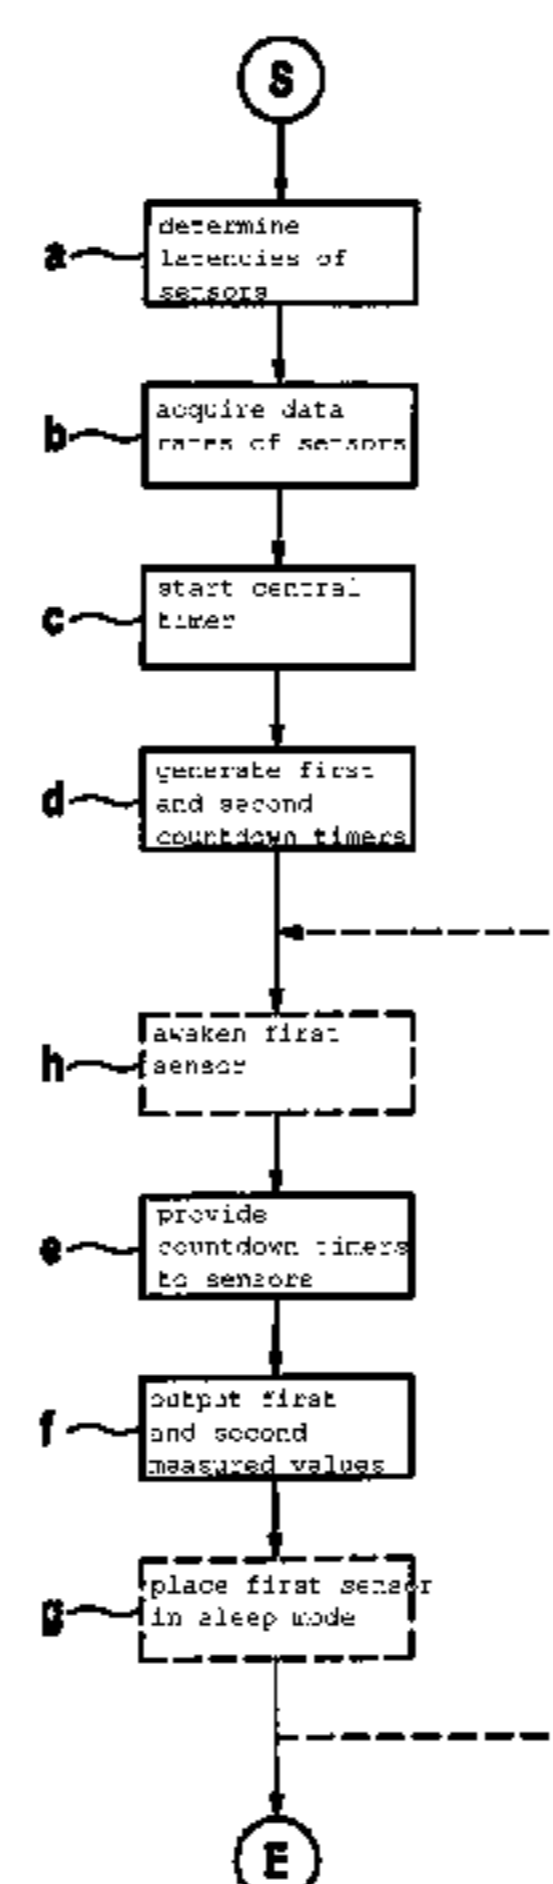 S
a
determine
latencies of
sensors
b
acquire data
rates of sensors
c
start central
timer
d
generate first
and second
countdown timers
h
awaken first
sensor
e
provide
countdown timers
to sensors
f
output first
and second
measured values
g
place first sensor
in sleep mode
E